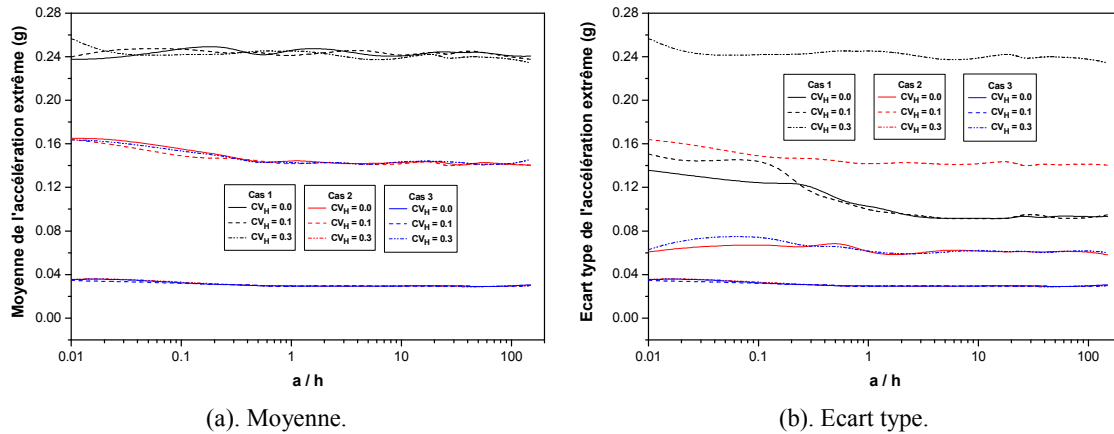 0.28
0.24
0.20
0.16
0.12
0.08
0.04
0.00
Moyenne de l'accélération extrême (g)
Cas 1
CV_H = 0.0
CV_H = 0.1
CV_H = 0.3
Cas 2
CV_H = 0.0
CV_H = 0.1
CV_H = 0.3
Cas 3
CV_H = 0.0
CV_H = 0.1
CV_H = 0.3
0.01 0.1 1 10 100
a / h
(a). Moyenne.
0.28
0.24
0.20
0.16
0.12
0.08
0.04
0.00
Ecart type de l'accélération extrême (g)
Cas 1
CV_H = 0.0
CV_H = 0.1
CV_H = 0.3
Cas 2
CV_H = 0.0
CV_H = 0.1
CV_H = 0.3
Cas 3
CV_H = 0.0
CV_H = 0.1
CV_H = 0.3
0.01 0.1 1 10 100
a / h
(b). Ecart type.